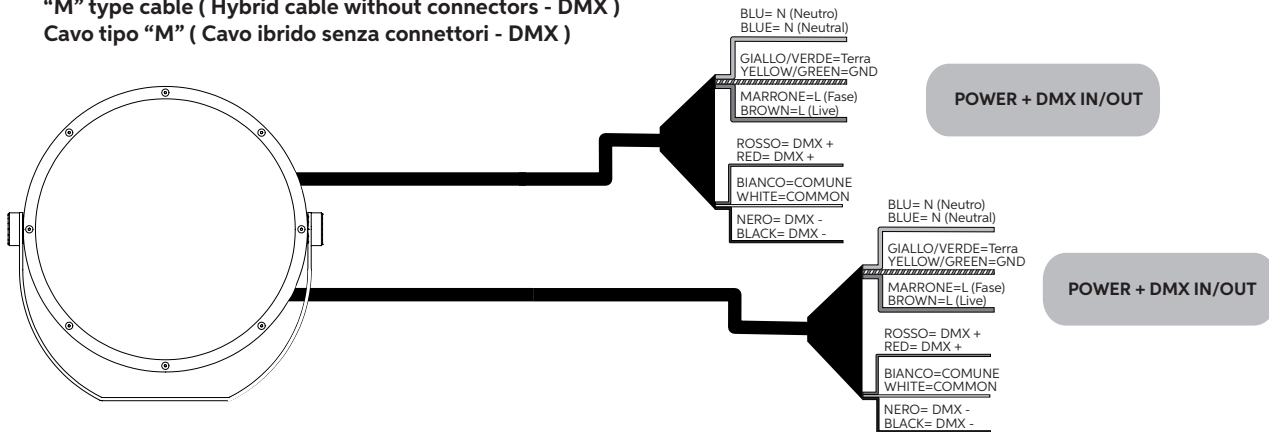 “M” type cable ( Hybrid cable without connectors - DMX )
Cavo tipo “M” ( Cavo ibrido senza connettori - DMX )
BLU= N (Neutro)
BLUE= N (Neutral)
GIALLO/VERDE=Terra
YELLOW/GREEN=GND
MARRONE=L (Fase)
BROWN=L (Live)
ROSSO= DMX +
RED= DMX +
BIANCO=COMUNE
WHITE=COMMON
NERO= DMX -
BLACK= DMX -
POWER + DMX IN/OUT
BLU= N (Neutro)
BLUE= N (Neutral)
GIALLO/VERDE=Terra
YELLOW/GREEN=GND
MARRONE=L (Fase)
BROWN=L (Live)
ROSSO= DMX +
RED= DMX +
BIANCO=COMUNE
WHITE=COMMON
NERO= DMX -
BLACK= DMX -
POWER + DMX IN/OUT